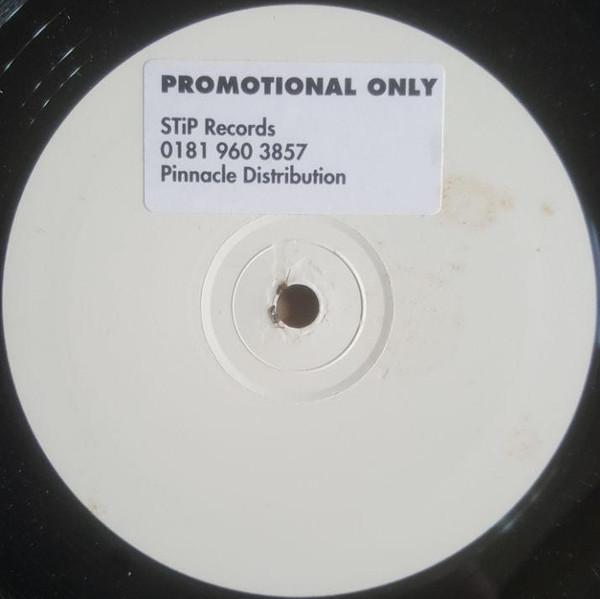 PROMOTIONAL ONLY
STiP Records
0181 960 3857
Pinnacle Distribution